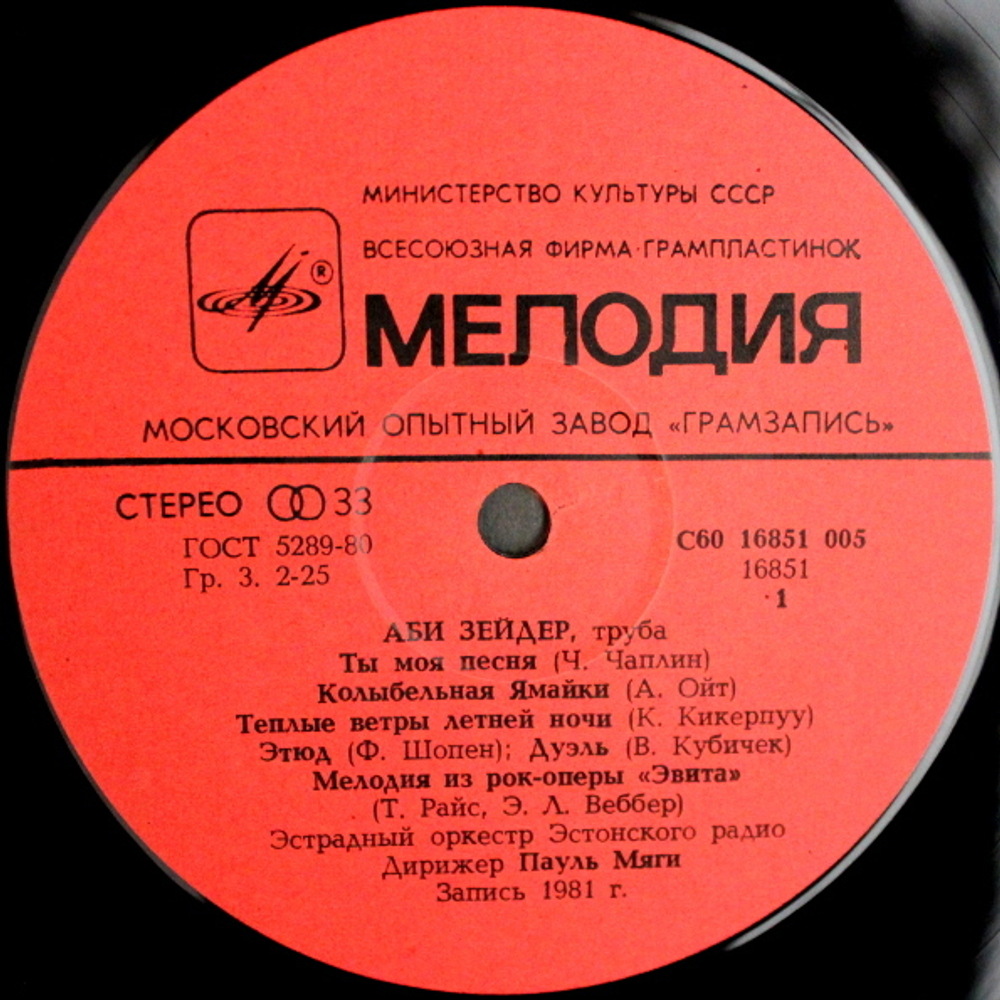 МИНИСТЕРСТВО КУЛЬТУРЫ СССР
ВСЕСОЮЗНАЯ ФИРМА·ГРАМПЛАСТИНОК
®
МЕЛОДИЯ
МОСКОВСКИЙ ОПЫТНЫЙ ЗАВОД «ГРАМЗАПИСЬ»
СТЕРЕО 33
ГОСТ 5289-80
Гр. 3. 2-25
С60 16851 005
16851
1
АБИ ЗЕЙДЕР, труба
Ты моя песня (Ч. Чаплин)
Колыбельная Ямайки (А. Ойт)
Теплые ветры летней ночи (К. Кикерпуу)
Этюд (Ф. Шопен); Дуэль (В. Кубичек)
Мелодия из рок-оперы «Эвита»
(Т. Райс, Э. Л. Веббер)
Эстрадный оркестр Эстонского радио
Дирижер Пауль Мяги
Запись 1981 г.